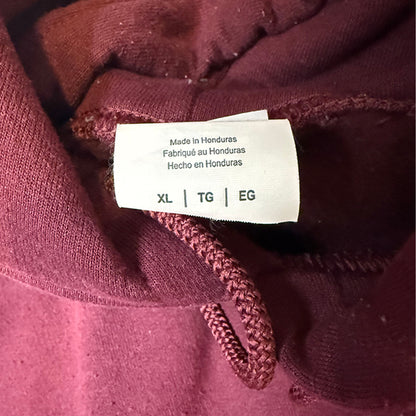 Made in Honduras
Fabriqué au Honduras
Hecho en Honduras
XL | TG | EG